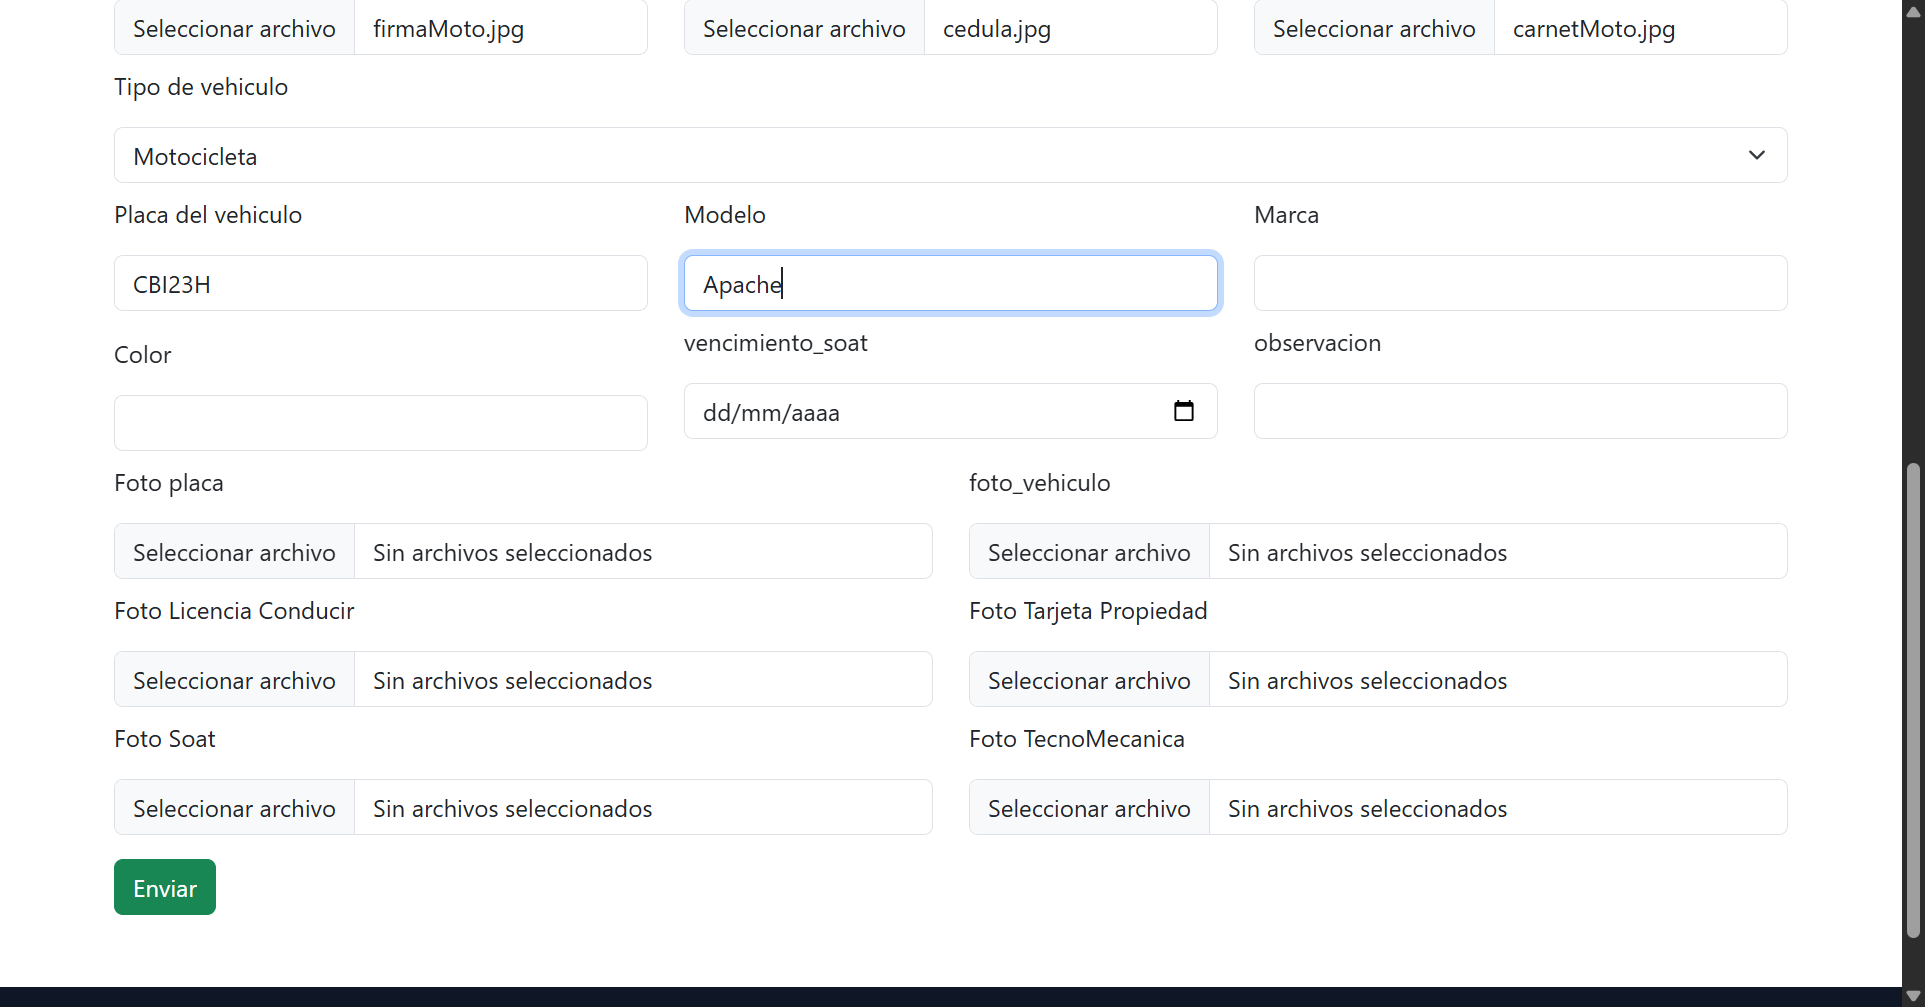 Seleccionar archivo firmaMoto.jpg Seleccionar archivo cedula.jpg Seleccionar archivo carnetMoto.jpg
Tipo de vehiculo
Motocicleta
Placa del vehiculo Modelo Marca
CBI23H Apache
Color vencimiento_soat observacion
dd/mm/aaaa
Foto placa foto_vehiculo
Seleccionar archivo Sin archivos seleccionados Seleccionar archivo Sin archivos seleccionados
Foto Licencia Conducir Foto Tarjeta Propiedad
Seleccionar archivo Sin archivos seleccionados Seleccionar archivo Sin archivos seleccionados
Foto Soat Foto TecnoMecanica
Seleccionar archivo Sin archivos seleccionados Seleccionar archivo Sin archivos seleccionados
Enviar